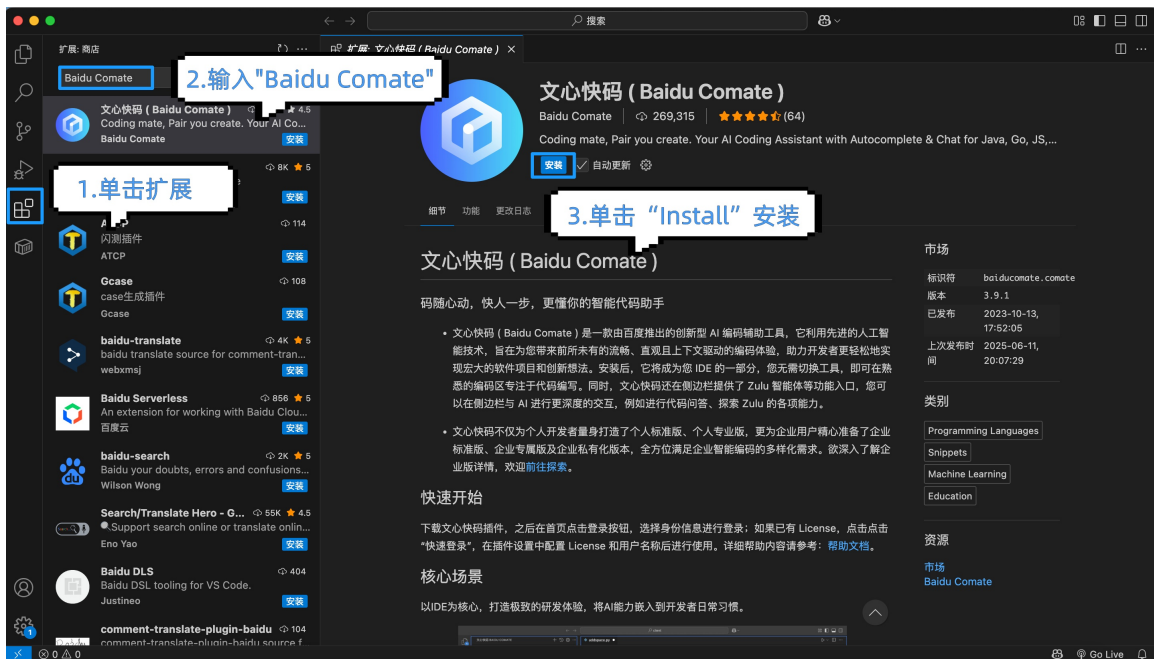 搜索
扩展: 商店
扩展: 文心快码 ( Baidu Comate )
Baidu Comate
2.输入"Baidu Comate"
文心快码 ( Baidu Comate )
4.5
Coding mate, Pair you create. Your AI Co...
Baidu Comate
安装
8K 5
安装
1.单击扩展
114
闪测插件
ATCP
安装
Gcase 108
case生成插件
Gcase
安装
baidu-translate 4K 5
baidu translate source for comment-tran...
webxmsj
安装
Baidu Serverless 856 5
An extension for working with Baidu Clou...
百度云
安装
baidu-search 2K 5
Baidu your doubts, errors and confusions...
Wilson Wong
安装
Search/Translate Hero - G... 55K 4.5
🔍Support search online or translate onlin...
Eno Yao
安装
Baidu DLS 404
Baidu DSL tooling for VS Code.
Justineo
安装
comment-translate-plugin-baidu 104
comment-translate-plugin-baidu source f...
文心快码 ( Baidu Comate )
Baidu Comate 269,315 (64)
Coding mate, Pair you create. Your AI Coding Assistant with Autocomplete & Chat for Java, Go, JS,...
安装 自动更新
细节 功能 更改日志
3.单击“Install”安装
文心快码 ( Baidu Comate )
码随心动，快人一步，更懂你的智能代码助手
• 文心快码 ( Baidu Comate ) 是一款由百度推出的创新型 AI 编码辅助工具，它利用先进的人工智
能技术，旨在为您带来前所未有的流畅、直观且上下文驱动的编码体验，助力开发者更轻松地实
现宏大的软件项目和创新想法。安装后，它将成为您 IDE 的一部分，您无需切换工具，即可在熟
悉的编码区专注于代码编写。同时，文心快码还在侧边栏提供了 Zulu 智能体等功能入口，您可
以在侧边栏与 AI 进行更深度的交互，例如进行代码问答、探索 Zulu 的各项能力。
• 文心快码不仅为个人开发者量身打造了个人标准版、个人专业版，更为企业用户精心准备了企业
标准版、企业专属版及企业私有化版本，全方位满足企业智能编码的多样化需求。欲深入了解企
业版详情，欢迎前往探索。
快速开始
下载文心快码插件，之后在首页点击登录按钮，选择身份信息进行登录；如果已有 License，点击点击
“快速登录”，在插件设置中配置 License 和用户名称后进行使用。详细帮助内容请参考：帮助文档。
核心场景
以IDE为核心，打造极致的研发体验，将AI能力嵌入到开发者日常习惯。
市场
标识符 baiducomate.comate
版本 3.9.1
已发布 2023-10-13,
17:52:05
上次发布时 2025-06-11,
间 20:07:29
类别
Programming Languages
Snippets
Machine Learning
Education
资源
市场
Baidu Comate
1
0 0
Go Live